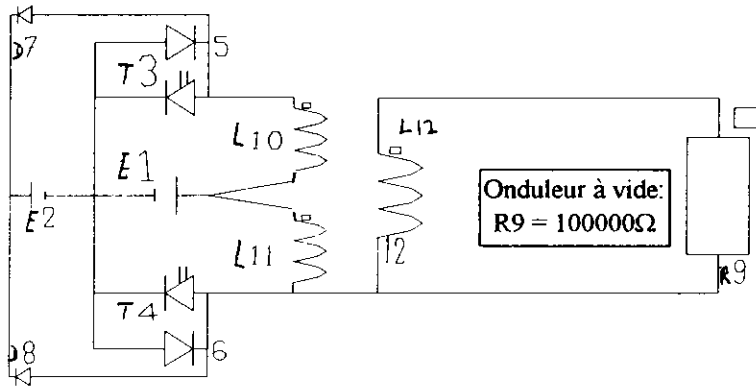 D7
5
T3
L10
L12
E1
E2
Onduleur à vide:
R9 = 100000Ω
L11
12
R9
T4
D8
6